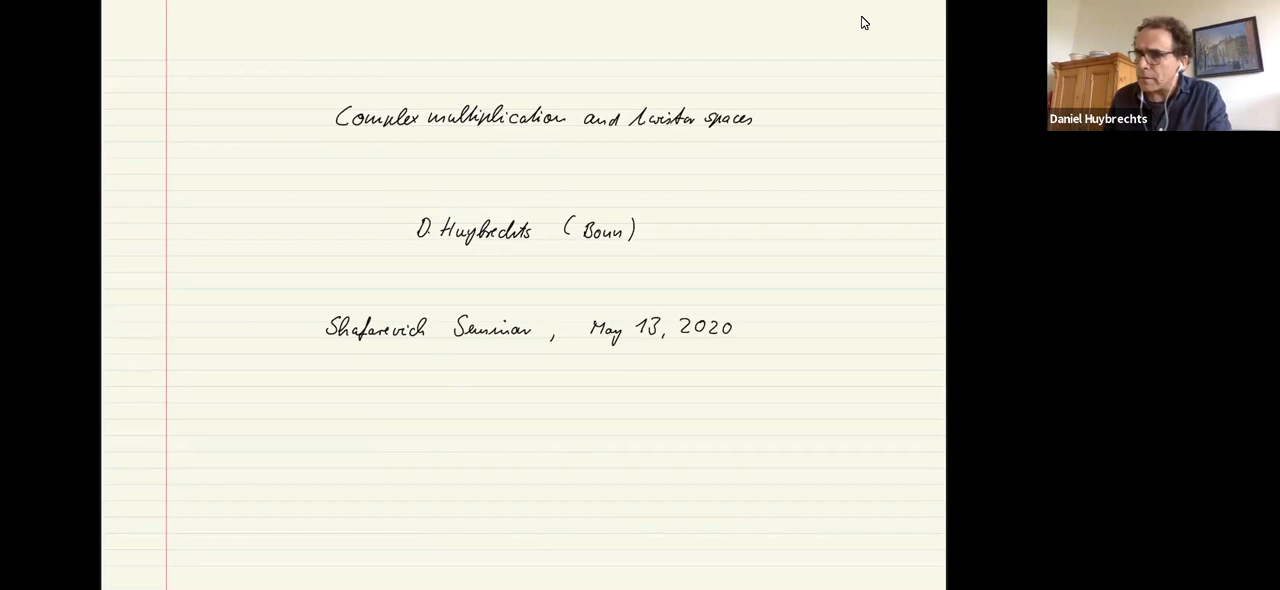 Complex multiplication and twistor spaces
D. Huybrechts (Bonn)
Shafarevich Seminar, May 13, 2020
Daniel Huybrechts